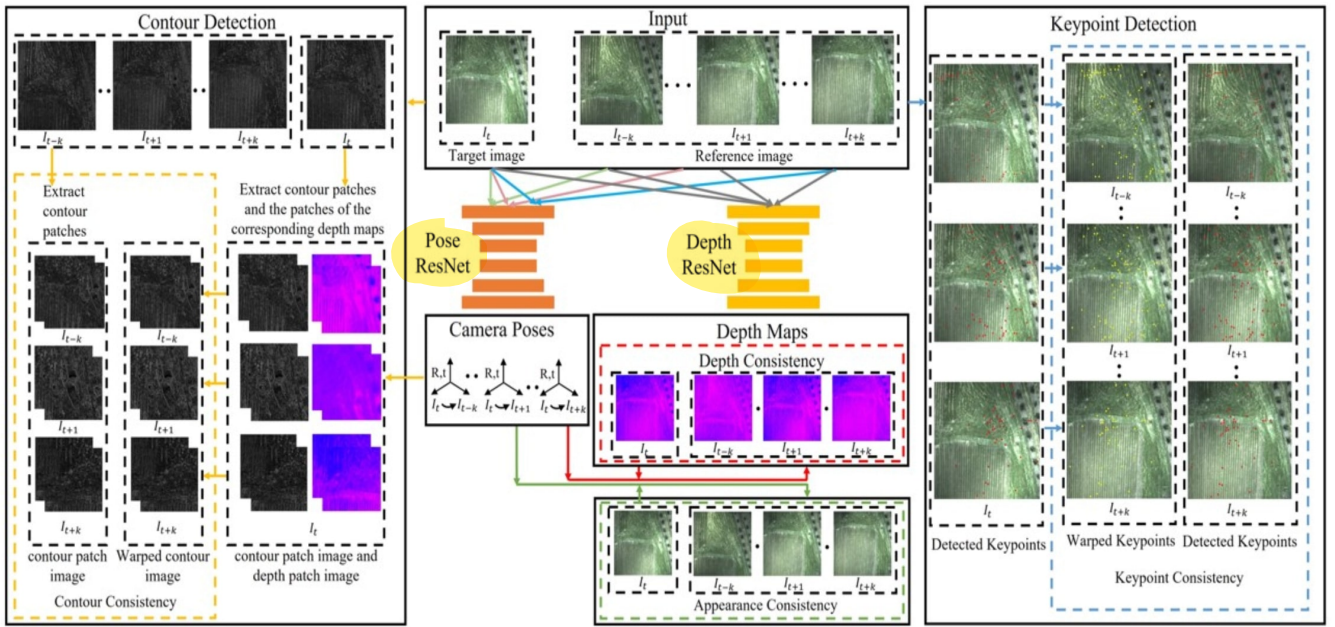 Contour Detection
I_{t-k}
I_{t+1}
I_{t+k}
I_t
Extract
contour
patches
Extract contour patches
and the patches of the
corresponding depth maps
I_{t-k}
I_{t-k}
I_{t+1}
I_{t+1}
I_{t+k}
I_{t+k}
I_t
contour patch
image
Warped contour
image
contour patch image and
depth patch image
Contour Consistency
Input
I_t
I_{t-k}
I_{t+1}
I_{t+k}
Target image
Reference image
Pose
ResNet
Depth
ResNet
Camera Poses
R,t
R,t
R,t
I_t I_{t-k}
I_t I_{t+1}
I_t I_{t+k}
Depth Maps
Depth Consistency
I_t
I_{t-k}
I_{t+1}
I_{t+k}
I_t
I_{t-k}
I_{t+1}
I_{t+k}
Appearance Consistency
Keypoint Detection
I_{t-k}
I_{t-k}
I_{t+1}
I_{t+1}
I_t
I_{t+k}
I_{t+k}
Detected Keypoints
Warped Keypoints
Detected Keypoints
Keypoint Consistency